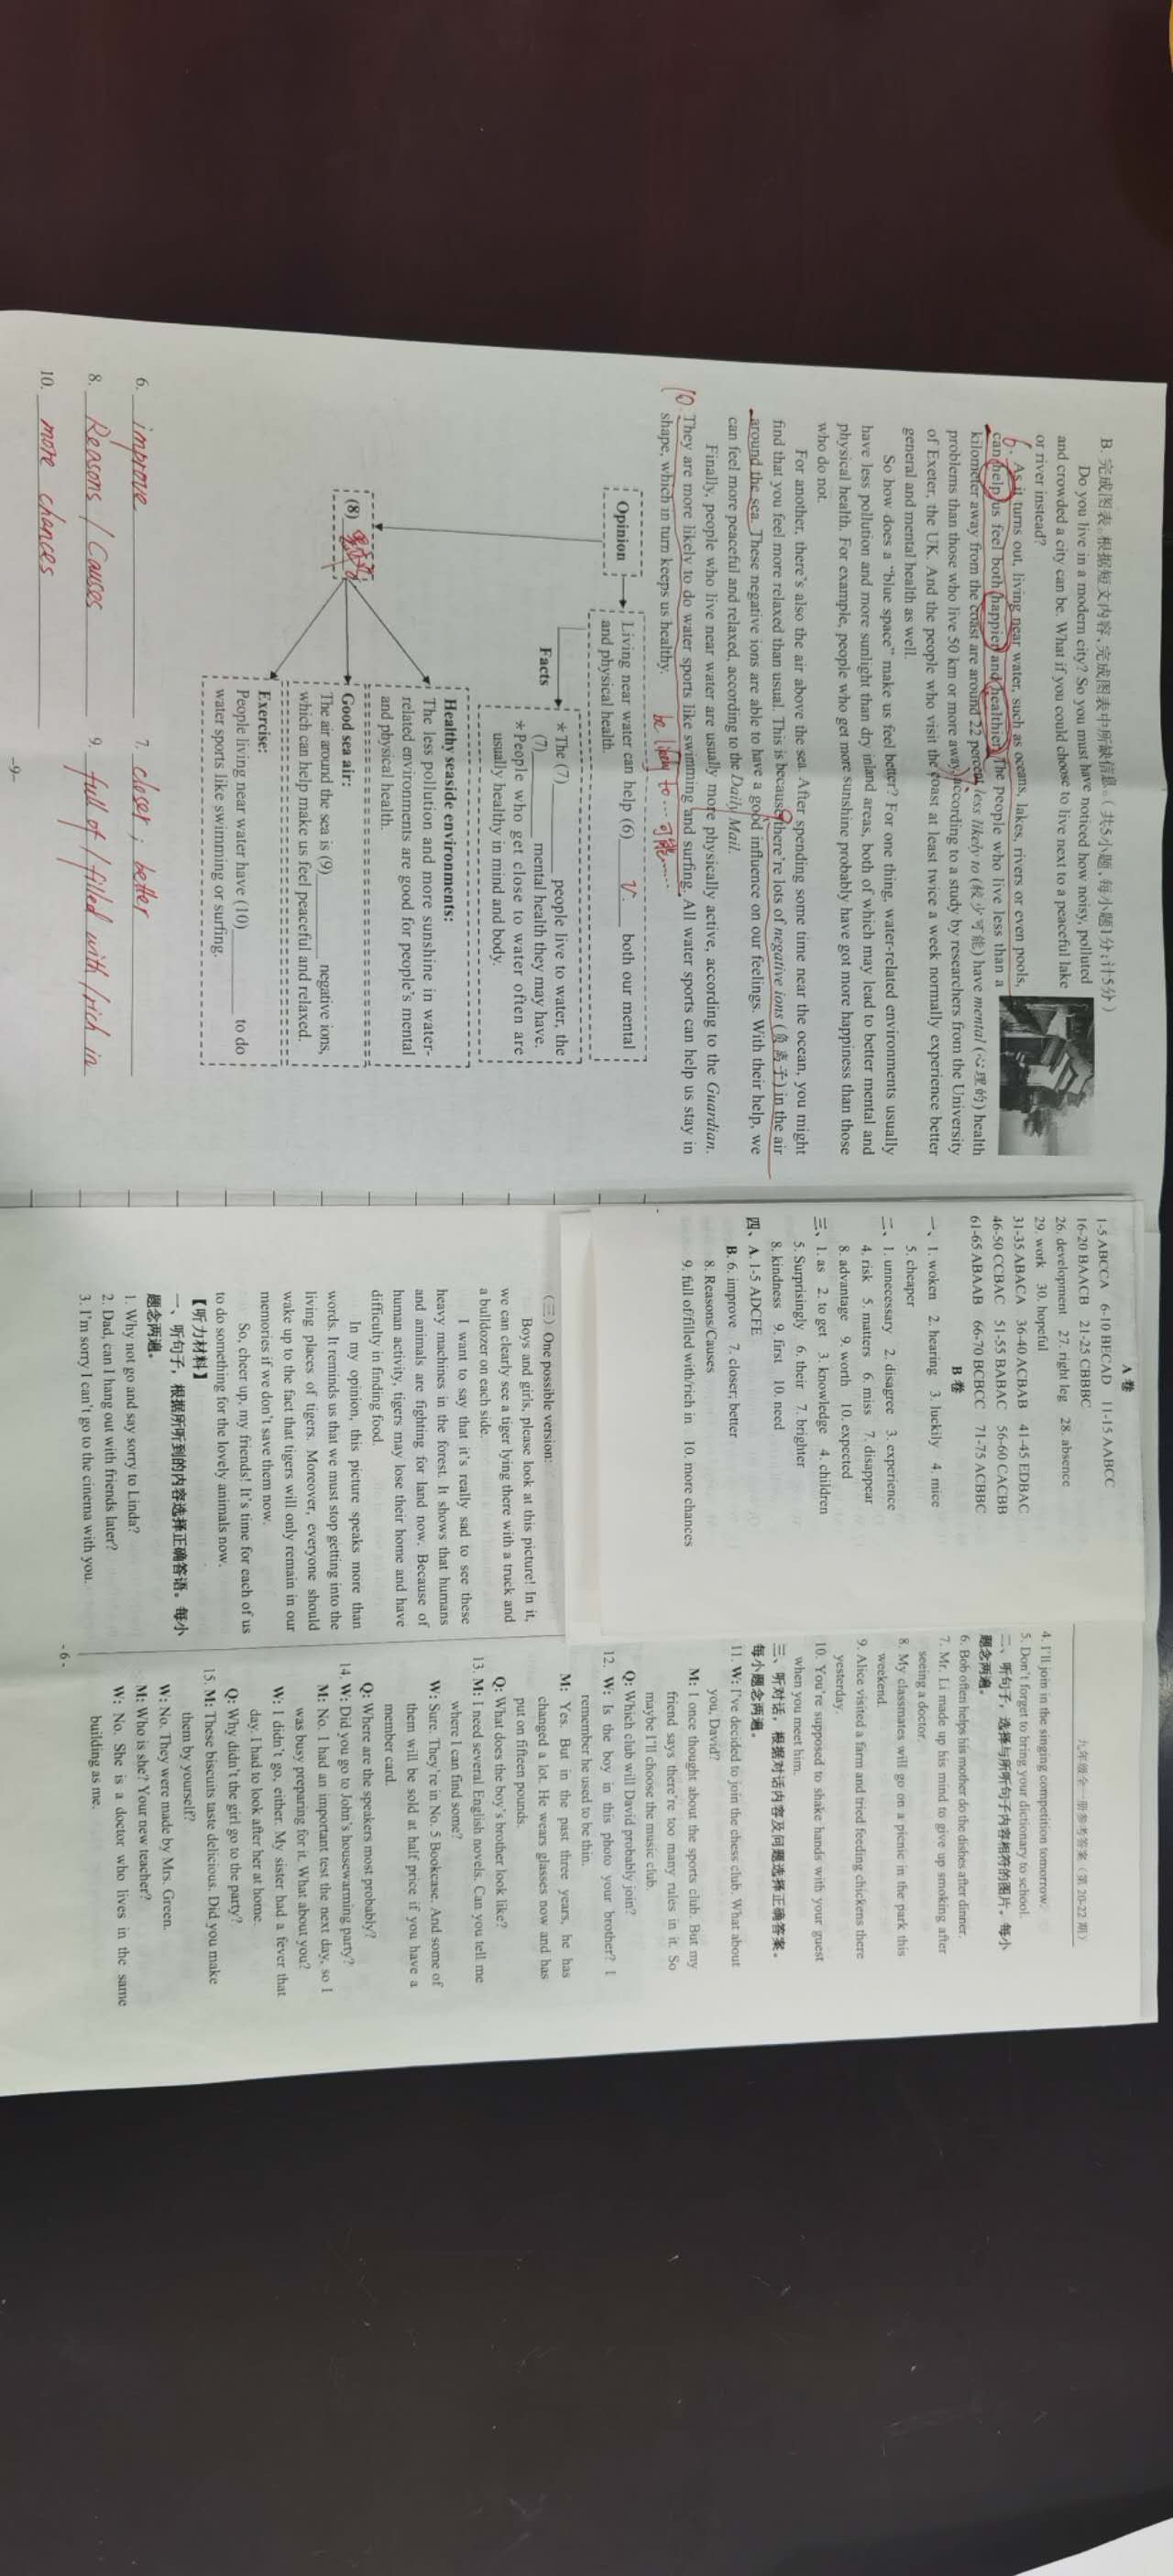 B. 完成图表。根据短文内容,完成图表中所缺信息。(共5小题,每小题1分;计5分)
Do you live in a modern city? So you must have noticed how noisy, polluted
and crowded a city can be. What if you could choose to live next to a peaceful lake
or river instead?
6.
As it turns out, living near water, such as oceans, lakes, rivers or even pools,
can help us feel both happier and healthier. The people who live less than a
kilometer away from the coast are around 22 percent less likely to (较少可能) have mental (心理的) health
problems than those who live 50 km or more away, according to a study by researchers from the University
of Exeter, the UK. And the people who visit the coast at least twice a week normally experience better
general and mental health as well.
So how does a "blue space" make us feel better? For one thing, water-related environments usually
have less pollution and more sunlight than dry inland areas, both of which may lead to better mental and
physical health. For example, people who get more sunshine probably have got more happiness than those
who do not.
For another, there's also the air above the sea. After spending some time near the ocean, you might
find that you feel more relaxed than usual. This is because there're lots of negative ions (负离子) in the air
9
around the sea. These negative ions are able to have a good influence on our feelings. With their help, we
can feel more peaceful and relaxed, according to the Daily Mail.
Finally, people who live near water are usually more physically active, according to the Guardian.
10.
They are more likely to do water sports like swimming and surfing. All water sports can help us stay in
shape, which in turn keeps us healthy.
be likely to … 可能……
Opinion
Living near water can help (6) V. both our mental
and physical health.
Facts
* The (7) people live to water, the
(7) mental health they may have.
* People who get close to water often are
usually healthy in mind and body.
(8)
Healthy seaside environments:
The less pollution and more sunshine in water-
related environments are good for people's mental
and physical health.
Good sea air:
The air around the sea is (9) negative ions,
which can help make us feel peaceful and relaxed.
Exercise:
People living near water have (10) to do
water sports like swimming or surfing.
6. improve 7. closer ; better
8. Reasons / Causes 9. full of / filled with / rich in
10. more chances
-9-
A 卷
1-5 ABCCA 6-10 BECAD 11-15 AABCC
16-20 BAACB 21-25 CBBBC
26. development 27. right leg 28. absence
29. work 30. hopeful
31-35 ABACA 36-40 ACBAB 41-45 EDBAC
46-50 CCBAC 51-55 BABAC 56-60 CACBB
61-65 ABAAB 66-70 BCBCC 71-75 ACBBC
B 卷
一、1. woken 2. hearing 3. luckily 4. mice
5. cheaper
二、1. unnecessary 2. disagree 3. experience
4. risk 5. matters 6. miss 7. disappear
8. advantage 9. worth 10. expected
三、1. as 2. to get 3. knowledge 4. children
5. Surprisingly 6. their 7. brighter
8. kindness 9. first 10. need
四、A. 1-5 ADCFE
B. 6. improve 7. closer; better
8. Reasons/Causes
9. full of/filled with/rich in 10. more chances
(三) One possible version:
Boys and girls, please look at this picture! In it,
we can clearly see a tiger lying there with a truck and
a bulldozer on each side.
I want to say that it's really sad to see these
heavy machines in the forest. It shows that humans
and animals are fighting for land now. Because of
human activity, tigers may lose their home and have
difficulty in finding food.
In my opinion, this picture speaks more than
words. It reminds us that we must stop getting into the
living places of tigers. Moreover, everyone should
wake up to the fact that tigers will only remain in our
memories if we don't save them now.
So, cheer up, my friends! It's time for each of us
to do something for the lovely animals now.
【听力材料】
一、听句子,根据所听到的内容选择正确答语。每小
题念两遍。
1. Why not go and say sorry to Linda?
2. Dad, can I hang out with friends later?
3. I'm sorry I can't go to the cinema with you.
九年级全一册参考答案(第 20-22 期)
4. I'll join in the singing competition tomorrow.
5. Don't forget to bring your dictionary to school.
二、听句子,选择与所听句子内容相符的图片。每小
题念两遍。
6. Bob often helps his mother do the dishes after dinner.
7. Mr. Li made up his mind to give up smoking after
seeing a doctor.
8. My classmates will go on a picnic in the park this
weekend.
9. Alice visited a farm and tried feeding chickens there
yesterday.
10. You're supposed to shake hands with your guest
when you meet him.
三、听对话,根据对话内容及问题选择正确答案。
每小题念两遍。
11. W: I've decided to join the chess club. What about
you, David?
M: I once thought about the sports club. But my
friend says there're too many rules in it. So
maybe I'll choose the music club.
Q: Which club will David probably join?
12. W: Is the boy in this photo your brother? I
remember he used to be thin.
M: Yes. But in the past three years, he has
changed a lot. He wears glasses now and has
put on fifteen pounds.
Q: What does the boy's brother look like?
13. M: I need several English novels. Can you tell me
where I can find some?
W: Sure. They're in No. 5 Bookcase. And some of
them will be sold at half price if you have a
member card.
Q: Where are the speakers most probably?
14. W: Did you go to John's housewarming party?
M: No. I had an important test the next day, so I
was busy preparing for it. What about you?
W: I didn't go, either. My sister had a fever that
day. I had to look after her at home.
Q: Why didn't the girl go to the party?
15. M: These biscuits taste delicious. Did you make
them by yourself?
W: No. They were made by Mrs. Green.
M: Who is she? Your new teacher?
W: No. She is a doctor who lives in the same
building as me.
- 6 -